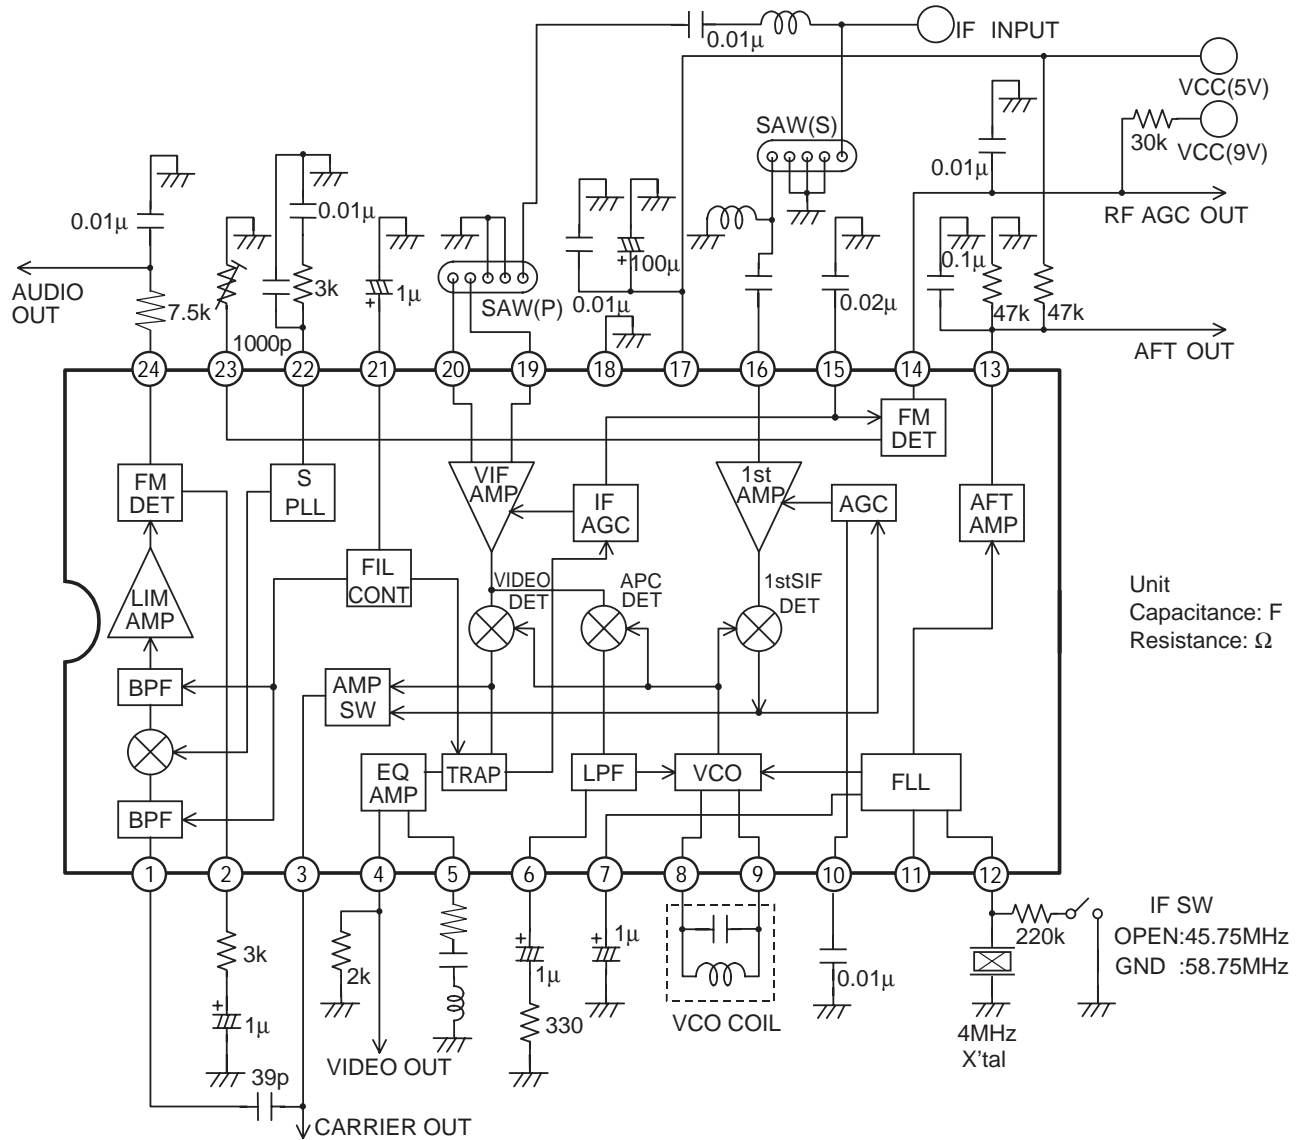 IF INPUT
0.01μ
VCC(5V)
SAW(S)
VCC(9V)
30k
0.01μ
RF AGC OUT
0.01μ
0.01μ
AUDIO
OUT
7.5k
3k
1μ
SAW(P)
100μ
0.01μ
0.02μ
0.1μ
47k
47k
1000p
AFT OUT
24
23
22
21
20
19
18
17
16
15
14
13
FM
DET
FM
DET
S
PLL
VIF
AMP
IF
AGC
1st
AMP
AGC
AFT
AMP
FIL
CONT
VIDEO
DET
APC
DET
1stSIF
DET
LIM
AMP
Unit
Capacitance: F
Resistance: Ω
BPF
AMP
SW
EQ
AMP
TRAP
LPF
VCO
FLL
BPF
1
2
3
4
5
6
7
8
9
10
11
12
3k
+
1μ
2k
+
1μ
330
+
1μ
VCO COIL
0.01μ
220k
IF SW
OPEN:45.75MHz
GND :58.75MHz
4MHz
X'tal
VIDEO OUT
39p
CARRIER OUT
+
+